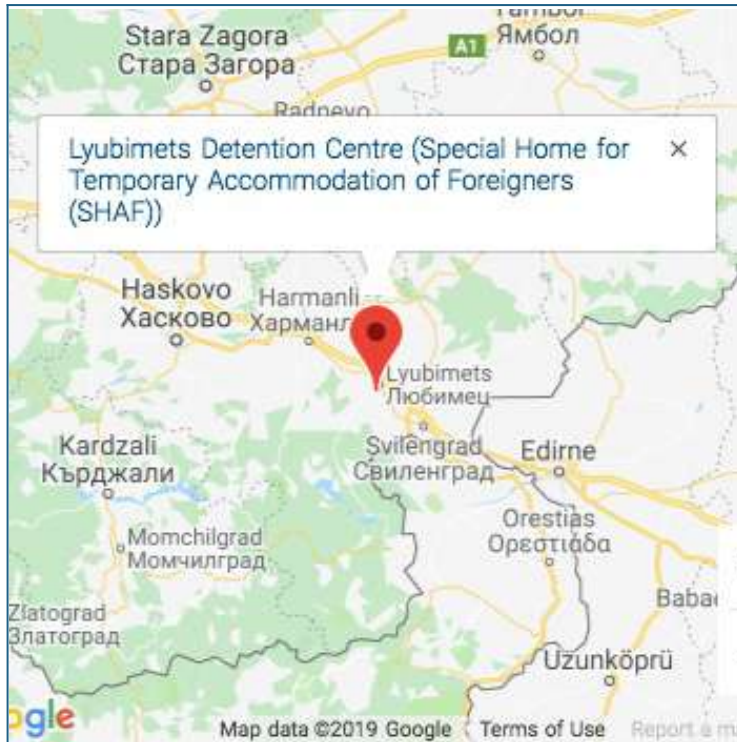 Stara Zagora
Стара Загора
A1
Ямбол
Radnevo
Lyubimets Detention Centre (Special Home for
Temporary Accommodation of Foreigners
(SHAF))
Haskovo
Хасково
Harmanli
Lyubimets
Любимец
Svilengrad
Свиленград
Edirne
Kardzali
Кърджали
Orestias
Ορεστιάδα
Momchilgrad
Момчилград
Zlatograd
Златоград
Uzunköprü
Map data ©2019 Google
Terms of Use